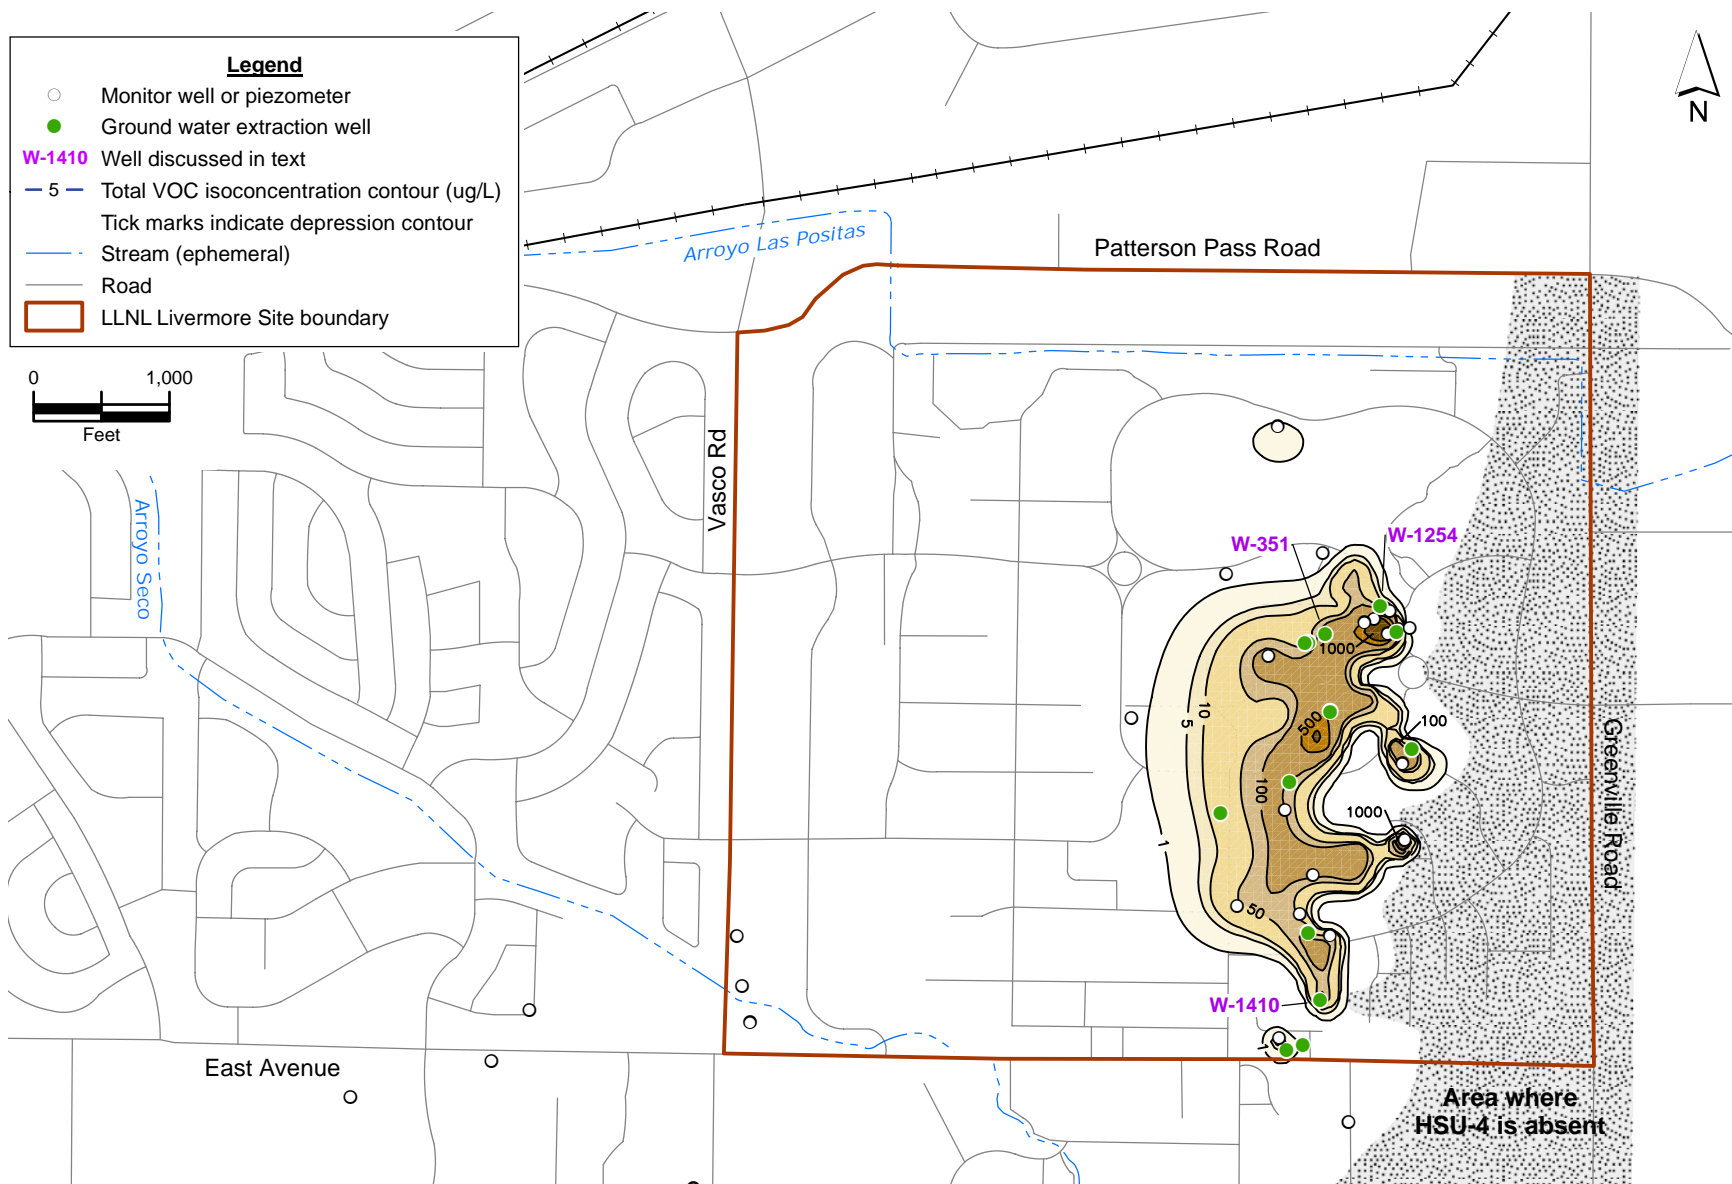 Legend
Monitor well or piezometer
Ground water extraction well
W-1410 Well discussed in text
5 Total VOC isoconcentration contour (ug/L)
Tick marks indicate depression contour
Stream (ephemeral)
Road
LLNL Livermore Site boundary
0 1,000
Feet
N
Arroyo Las Positas
Patterson Pass Road
Vasco Rd
Arroyo Seco
W-351
W-1254
1000
10
5
500
100
100
1000
1
50
Greenville Road
W-1410
1
East Avenue
Area where
HSU-4 is absent